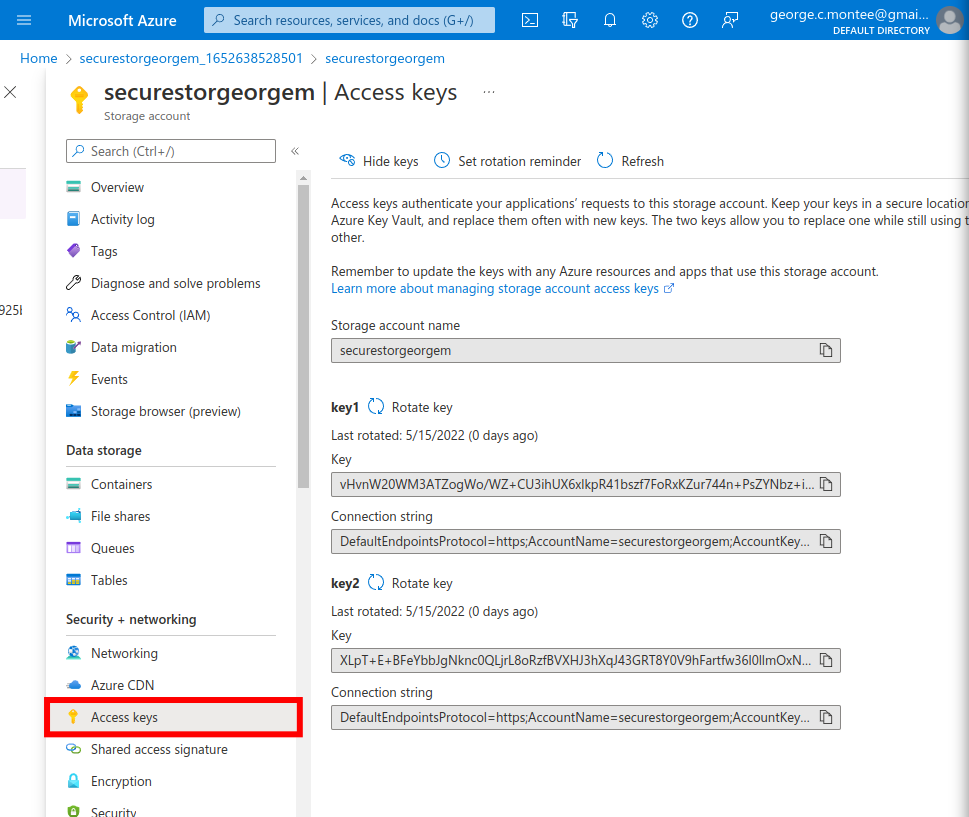 Microsoft Azure
Search resources, services, and docs (G+/)
george.c.montee@gmai...
DEFAULT DIRECTORY
Home > securestorgeorgem_1652638528501 > securestorgeorgem
securestorgeorgem | Access keys ...
Storage account
Search (Ctrl+/)
«
Overview
Activity log
Tags
Diagnose and solve problems
Access Control (IAM)
Data migration
Events
Storage browser (preview)
Data storage
Containers
File shares
Queues
Tables
Security + networking
Networking
Azure CDN
Access keys
Shared access signature
Encryption
Security
Hide keys
Set rotation reminder
Refresh
Access keys authenticate your applications' requests to this storage account. Keep your keys in a secure location
Azure Key Vault, and replace them often with new keys. The two keys allow you to replace one while still using t
other.
Remember to update the keys with any Azure resources and apps that use this storage account.
Learn more about managing storage account access keys
Storage account name
securestorgeorgem
key1 Rotate key
Last rotated: 5/15/2022 (0 days ago)
Key
vHvnW20WM3ATZogWo/WZ+CU3ihUX6xlkpR41bszf7FoRxKZur744n+PsZYNbz+i...
Connection string
DefaultEndpointsProtocol=https;AccountName=securestorgeorgem;AccountKey...
key2 Rotate key
Last rotated: 5/15/2022 (0 days ago)
Key
XLpT+E+BFeYbbJgNknc0QLjrL8oRzfBVXHJ3hXqJ43GRT8Y0V9hFartfw36I0lImOxN...
Connection string
DefaultEndpointsProtocol=https;AccountName=securestorgeorgem;AccountKey...